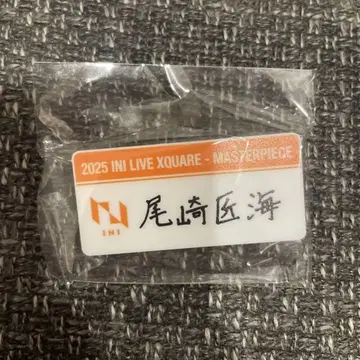 2025 INI LIVE XQUARE - MASTERPIECE
尾崎匠海
INI